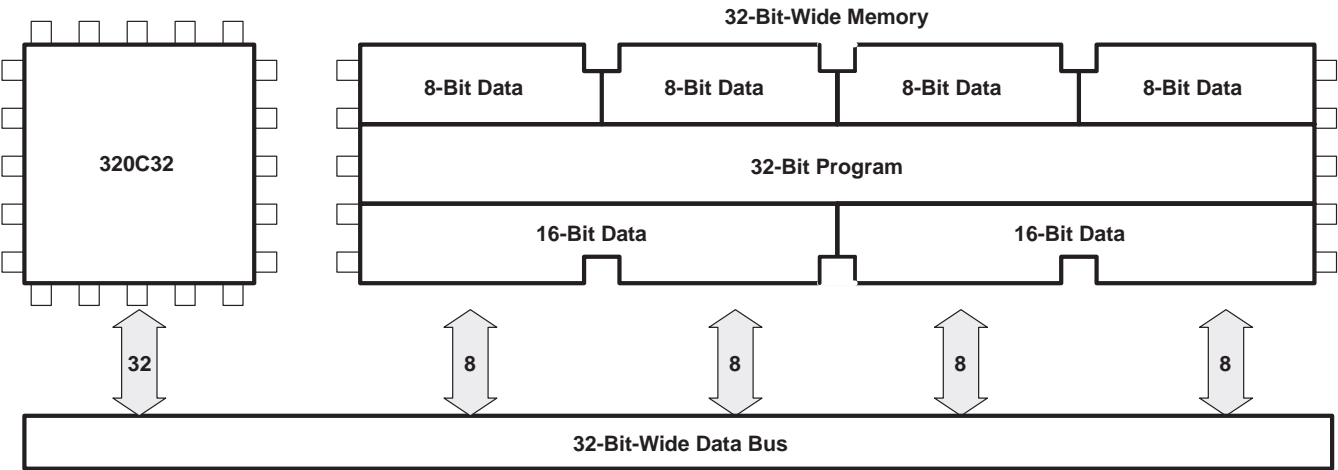 32-Bit-Wide Memory
8-Bit Data
8-Bit Data
8-Bit Data
8-Bit Data
320C32
32-Bit Program
16-Bit Data
16-Bit Data
32
8
8
8
8
32-Bit-Wide Data Bus